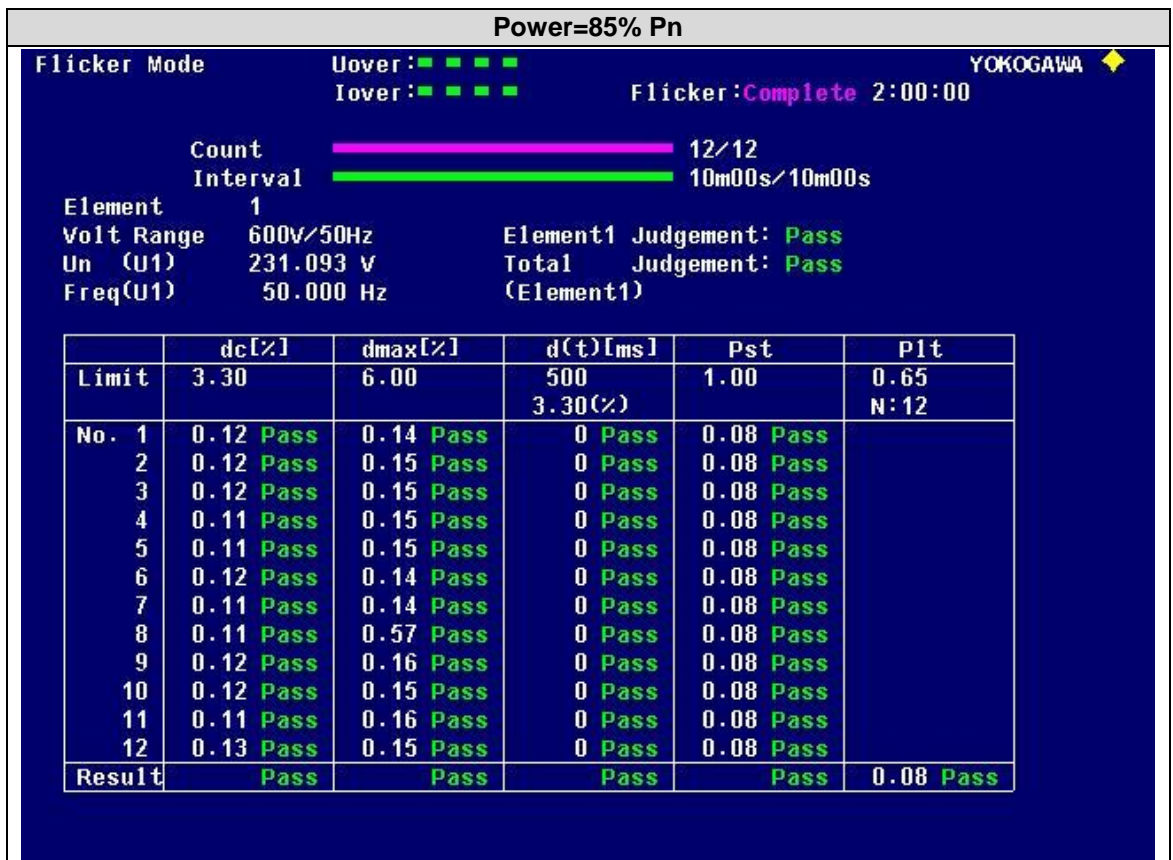 Power=85% Pn
Flicker Mode Uover: YOKOGAWA
Iover: Flicker:Complete 2:00:00
Count 12/12
Interval 10m00s/10m00s
Element 1
Volt Range 600V/50Hz Element1 Judgement: Pass
Un (U1) 231.093 V Total Judgement: Pass
Freq(U1) 50.000 Hz (Element1)
dc[%] dmax[%] d(t)[ms] Pst Plt
Limit 3.30 6.00 500 1.00 0.65
3.30(%) N:12
No. 1 0.12 Pass 0.14 Pass 0 Pass 0.08 Pass
2 0.12 Pass 0.15 Pass 0 Pass 0.08 Pass
3 0.12 Pass 0.15 Pass 0 Pass 0.08 Pass
4 0.11 Pass 0.15 Pass 0 Pass 0.08 Pass
5 0.11 Pass 0.15 Pass 0 Pass 0.08 Pass
6 0.12 Pass 0.14 Pass 0 Pass 0.08 Pass
7 0.11 Pass 0.14 Pass 0 Pass 0.08 Pass
8 0.11 Pass 0.57 Pass 0 Pass 0.08 Pass
9 0.12 Pass 0.16 Pass 0 Pass 0.08 Pass
10 0.12 Pass 0.15 Pass 0 Pass 0.08 Pass
11 0.11 Pass 0.16 Pass 0 Pass 0.08 Pass
12 0.13 Pass 0.15 Pass 0 Pass 0.08 Pass
Result Pass Pass Pass Pass 0.08 Pass